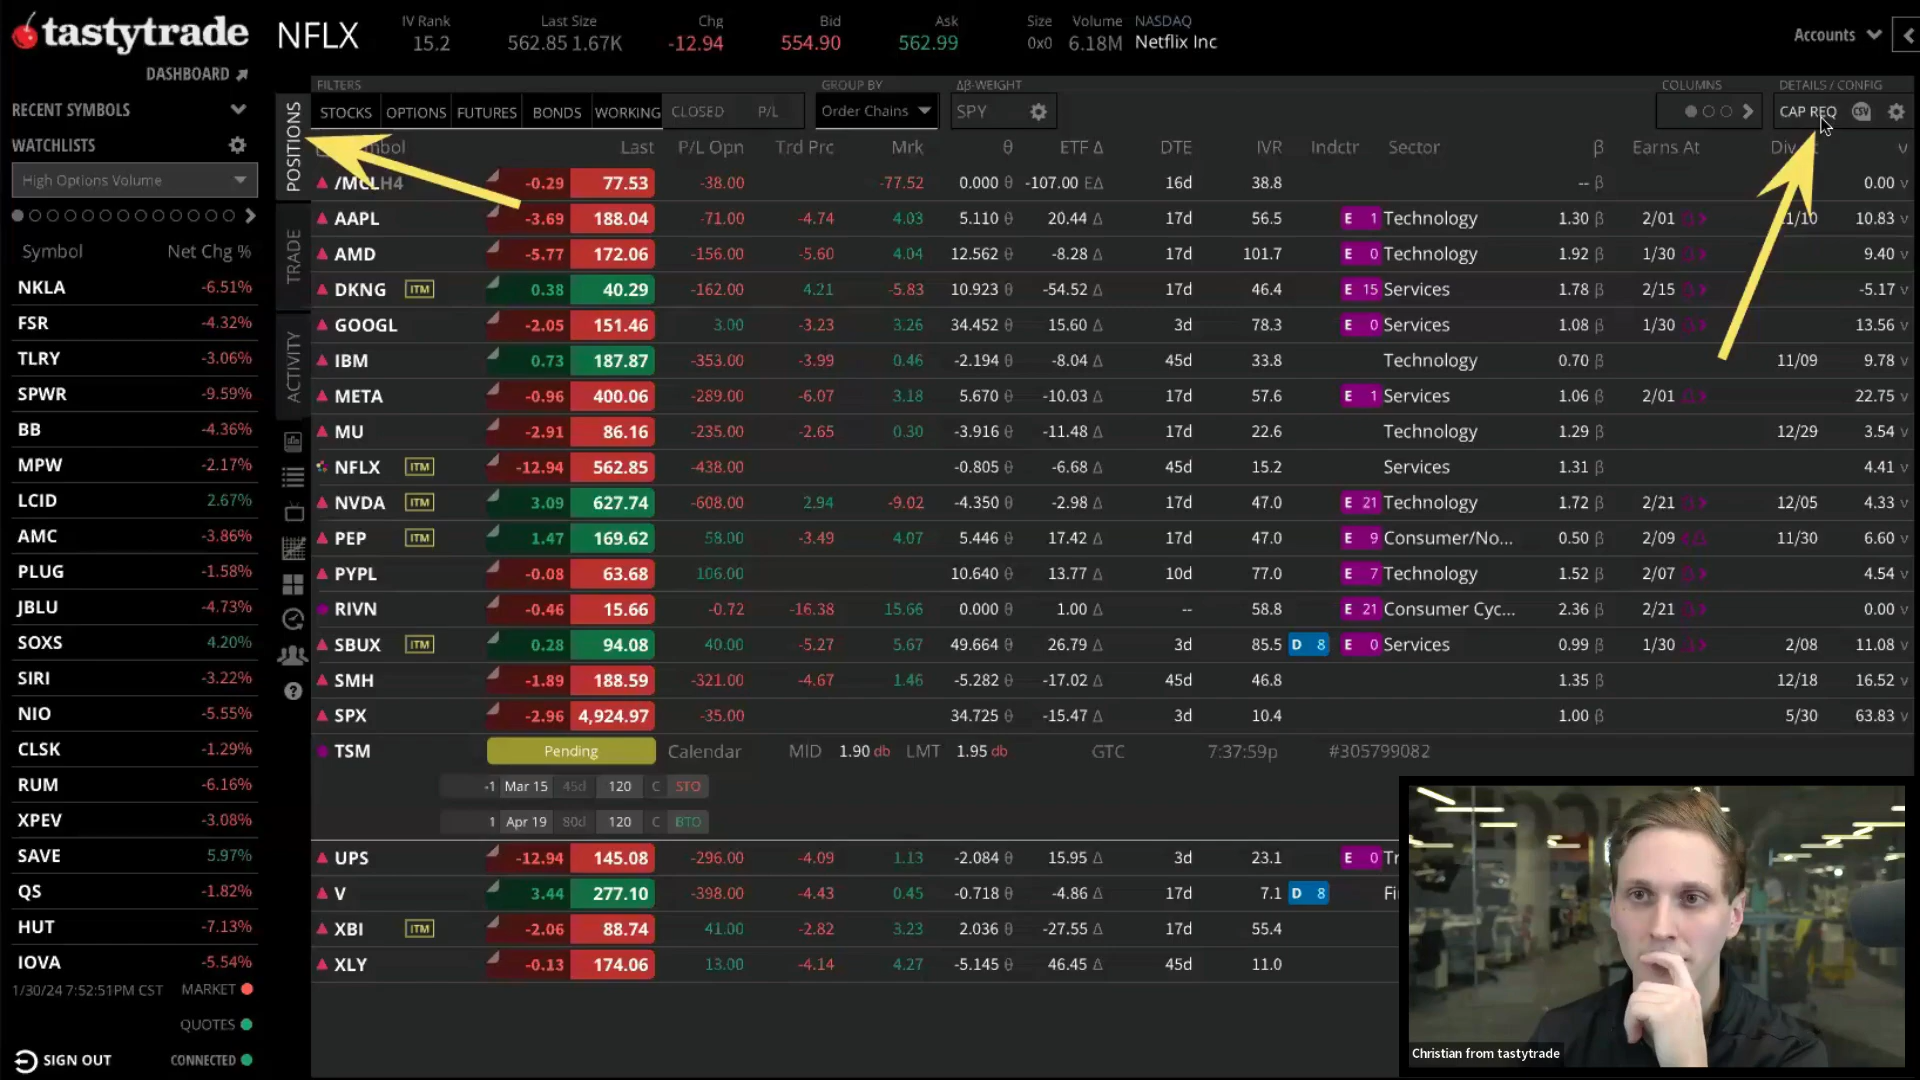 tastytrade
NFLX
IV Rank Last Size Chg Bid Ask Size Volume NASDAQ
15.2 562.85 1.67K -12.94 554.90 562.99 0x0 6.18M Netflix Inc
Accounts
DASHBOARD
RECENT SYMBOLS
WATCHLISTS
High Options Volume
Symbol Net Chg %
NKLA -6.51%
FSR -4.32%
TLRY -3.06%
SPWR -9.59%
BB -4.36%
MPW -2.17%
LCID 2.67%
AMC -3.86%
PLUG -1.58%
JBLU -4.73%
SOXS 4.20%
SIRI -3.22%
NIO -5.55%
CLSK -1.29%
RUM -6.16%
XPEV -3.08%
SAVE 5.97%
QS -1.82%
HUT -7.13%
IOVA -5.54%
1/30/24 7:52:51PM CST MARKET
QUOTES
SIGN OUT CONNECTED
POSITIONS
TRADE
ACTIVITY
FILTERS GROUP BY Δβ-WEIGHT COLUMNS DETAILS / CONFIG
STOCKS OPTIONS FUTURES BONDS WORKING CLOSED P/L Order Chains SPY CAP REQ CSV
Last P/L Opn Trd Prc Mrk θ ETF Δ DTE IVR Indctr Sector β Earns At ν
/MCLH4 -0.29 77.53 -38.00 -77.52 0.000 θ -107.00 EΔ 16d 38.8 -- β 0.00 ν
AAPL -3.69 188.04 -71.00 -4.74 4.03 5.110 θ 20.44 Δ 17d 56.5 E 1 Technology 1.30 β 2/01 10.83 ν
AMD -5.77 172.06 -156.00 -5.60 4.04 12.562 θ -8.28 Δ 17d 101.7 E 0 Technology 1.92 β 1/30 9.40 ν
DKNG ITM 0.38 40.29 -162.00 4.21 -5.83 10.923 θ -54.52 Δ 17d 46.4 E 15 Services 1.78 β 2/15 -5.17 ν
GOOGL -2.05 151.46 3.00 -3.23 3.26 34.452 θ 15.60 Δ 3d 78.3 E 0 Services 1.08 β 1/30 13.56 ν
IBM 0.73 187.87 -353.00 -3.99 0.46 -2.194 θ -8.04 Δ 45d 33.8 Technology 0.70 β 11/09 9.78 ν
META -0.96 400.06 -289.00 -6.07 3.18 5.670 θ -10.03 Δ 17d 57.6 E 1 Services 1.06 β 2/01 22.75 ν
MU -2.91 86.16 -235.00 -2.65 0.30 -3.916 θ -11.48 Δ 17d 22.6 Technology 1.29 β 12/29 3.54 ν
NFLX ITM -12.94 562.85 -438.00 -0.805 θ -6.68 Δ 45d 15.2 Services 1.31 β 4.41 ν
NVDA ITM 3.09 627.74 -608.00 2.94 -9.02 -4.350 θ -2.98 Δ 17d 47.0 E 21 Technology 1.72 β 2/21 12/05 4.33 ν
PEP ITM 1.47 169.62 58.00 -3.49 4.07 5.446 θ 17.42 Δ 17d 47.0 E 9 Consumer/No... 0.50 β 2/09 11/30 6.60 ν
PYPL -0.08 63.68 106.00 10.640 θ 13.77 Δ 10d 77.0 E 7 Technology 1.52 β 2/07 4.54 ν
RIVN -0.46 15.66 -0.72 -16.38 15.66 0.000 θ 1.00 Δ -- 58.8 E 21 Consumer Cyc... 2.36 β 2/21 0.00 ν
SBUX ITM 0.28 94.08 40.00 -5.27 5.67 49.664 θ 26.79 Δ 3d 85.5 D 8 E 0 Services 0.99 β 1/30 2/08 11.08 ν
SMH -1.89 188.59 -321.00 -4.67 1.46 -5.282 θ -17.02 Δ 45d 46.8 1.35 β 12/18 16.52 ν
SPX -2.96 4,924.97 -35.00 34.725 θ -15.47 Δ 3d 10.4 1.00 β 5/30 63.83 ν
TSM Pending Calendar MID 1.90 db LMT 1.95 db GTC 7:37:59p #305799082
-1 Mar 15 45d 120 C STO
1 Apr 19 80d 120 C BTO
UPS -12.94 145.08 -296.00 -4.09 1.13 -2.084 θ 15.95 Δ 3d 23.1 E 0 Tr
V 3.44 277.10 -398.00 -4.43 0.45 -0.718 θ -4.86 Δ 17d 7.1 D 8 Fi
XBI ITM -2.06 88.74 41.00 -2.82 3.23 2.036 θ -27.55 Δ 17d 55.4
XLY -0.13 174.06 13.00 -4.14 4.27 -5.145 θ 46.45 Δ 45d 11.0
Christian from tastytrade